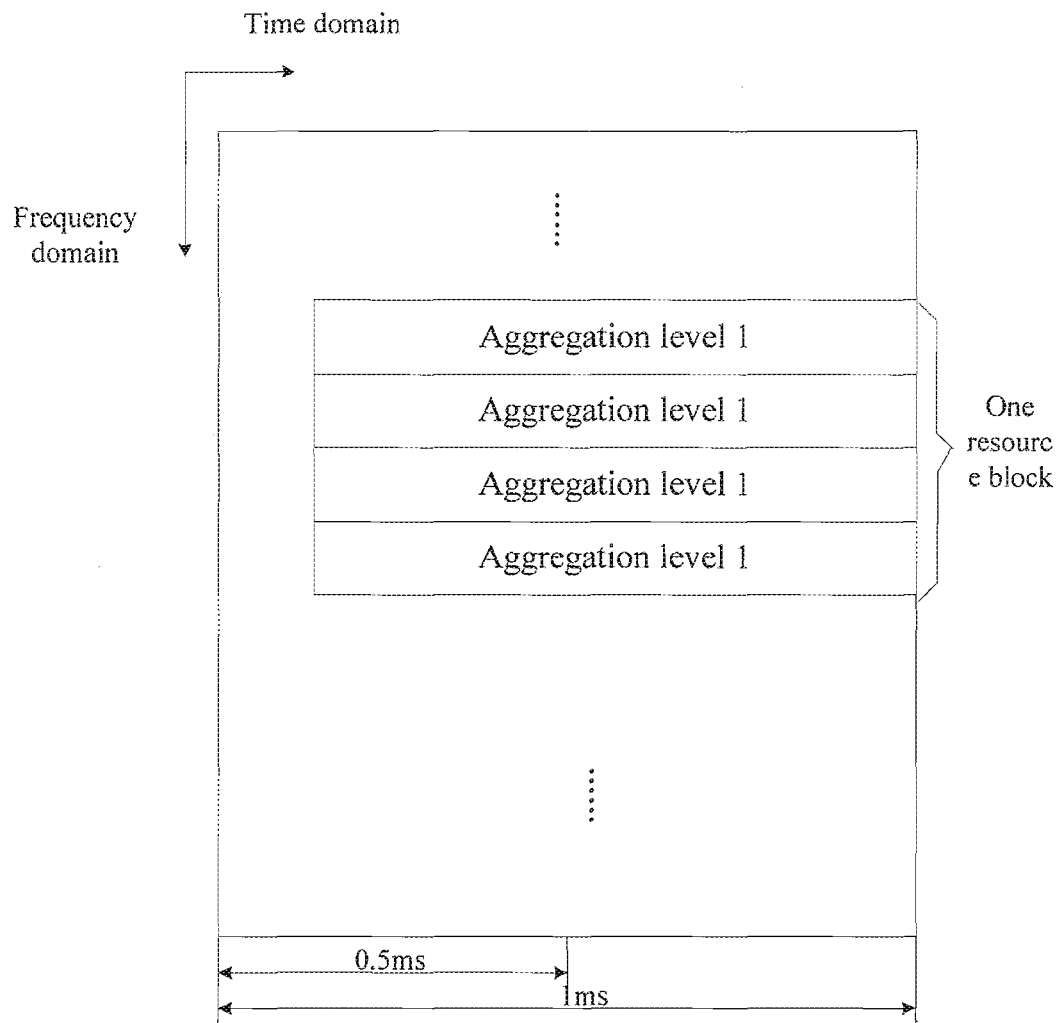 Time domain
Frequency
domain
Aggregation level 1
Aggregation level 1
Aggregation level 1
Aggregation level 1
One
resourc
e block
0.5ms
1ms